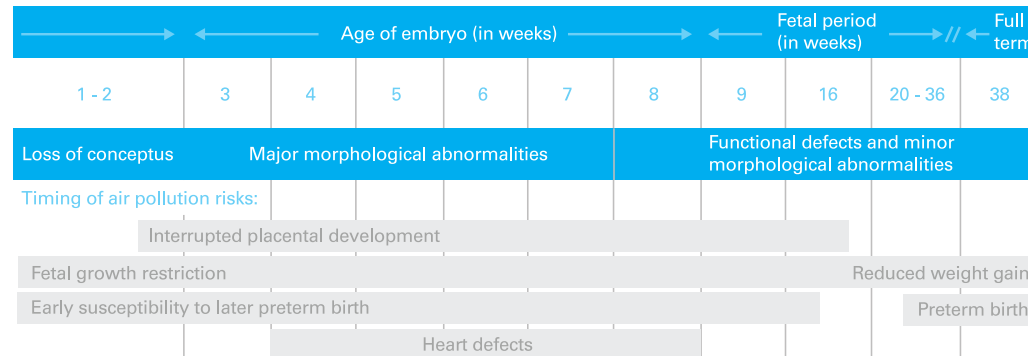 Age of embryo (in weeks)
Fetal period
(in weeks)
Full
term
1 - 2 3 4 5 6 7 8 9 16 20 - 36 38
Loss of conceptus
Major morphological abnormalities
Functional defects and minor
morphological abnormalities
Timing of air pollution risks:
Interrupted placental development
Fetal growth restriction
Reduced weight gain
Early susceptibility to later preterm birth
Preterm birth
Heart defects